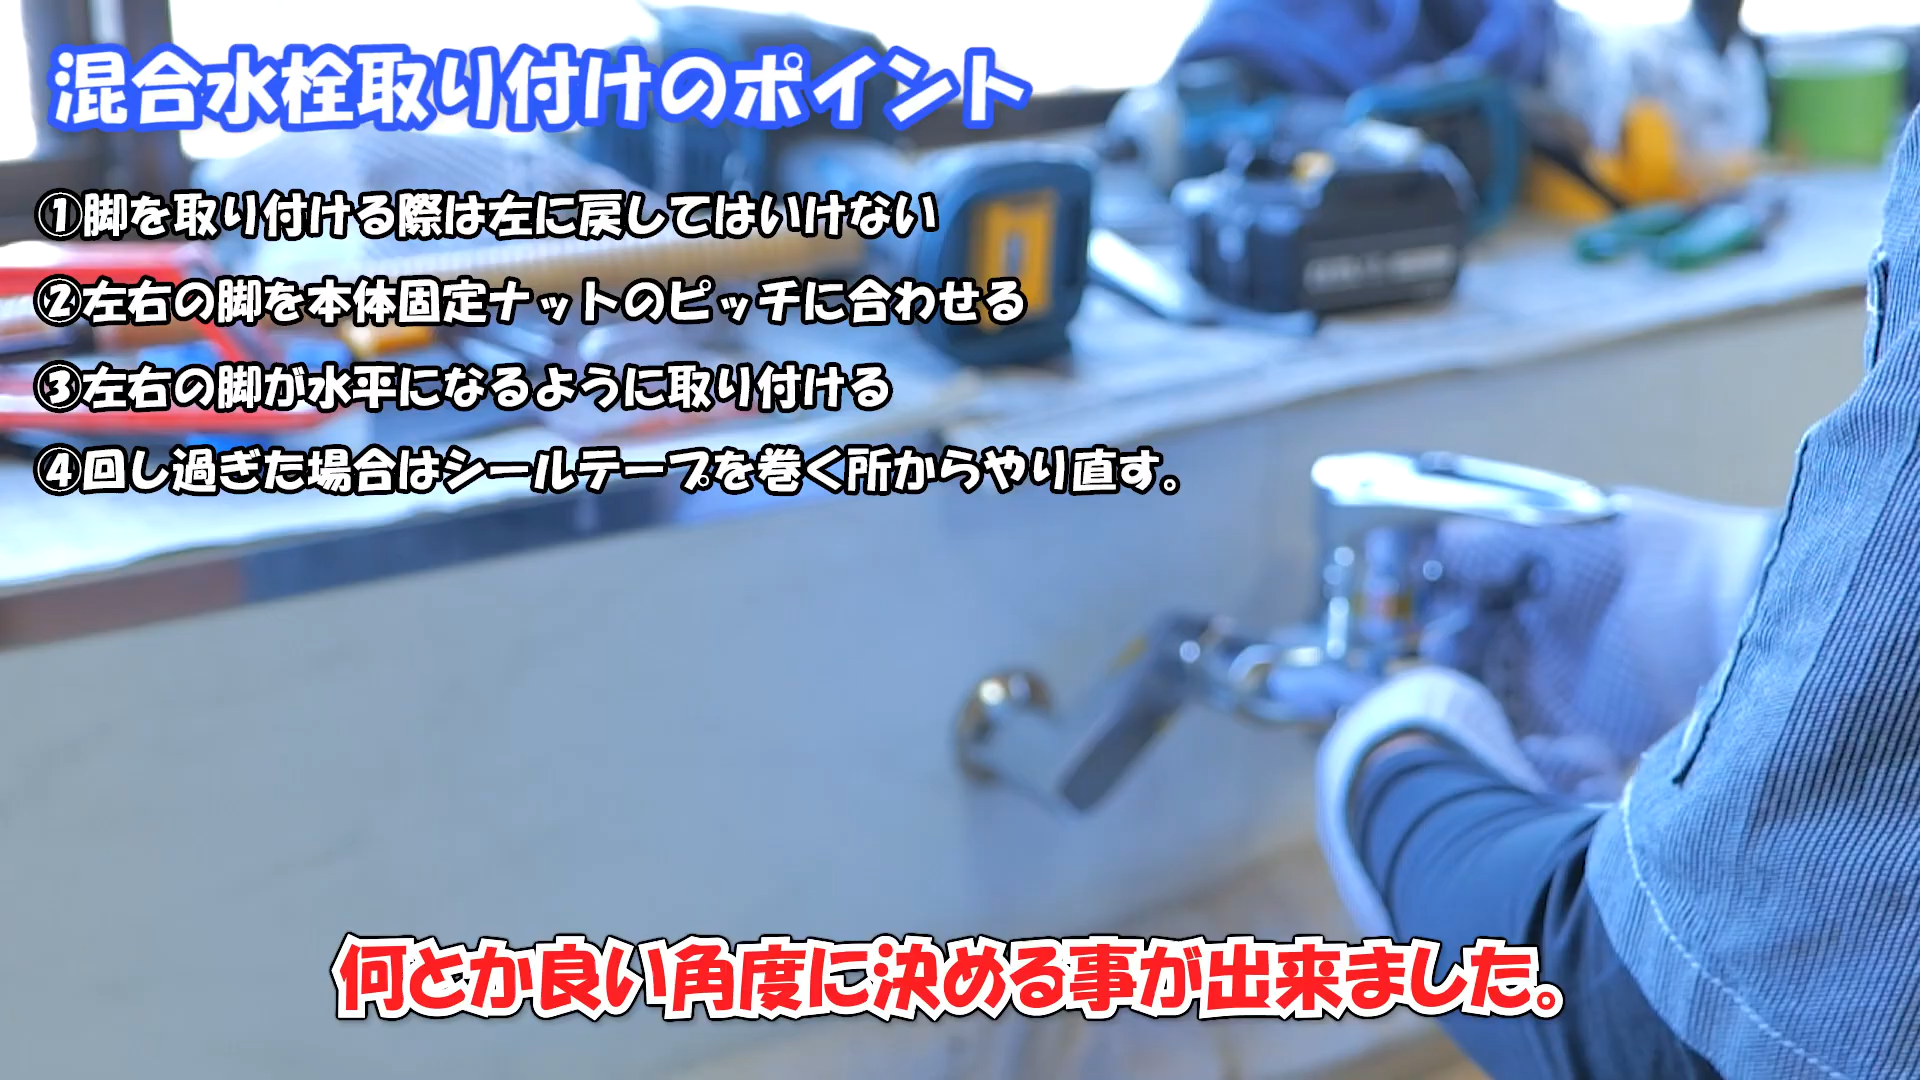 混合水栓取り付けのポイント
①脚を取り付ける際は左に戻してはいけない
②左右の脚を本体固定ナットのピッチに合わせる
③左右の脚が水平になるように取り付ける
④回し過ぎた場合はシールテープを巻く所からやり直す。
何とか良い角度に決める事が出来ました。